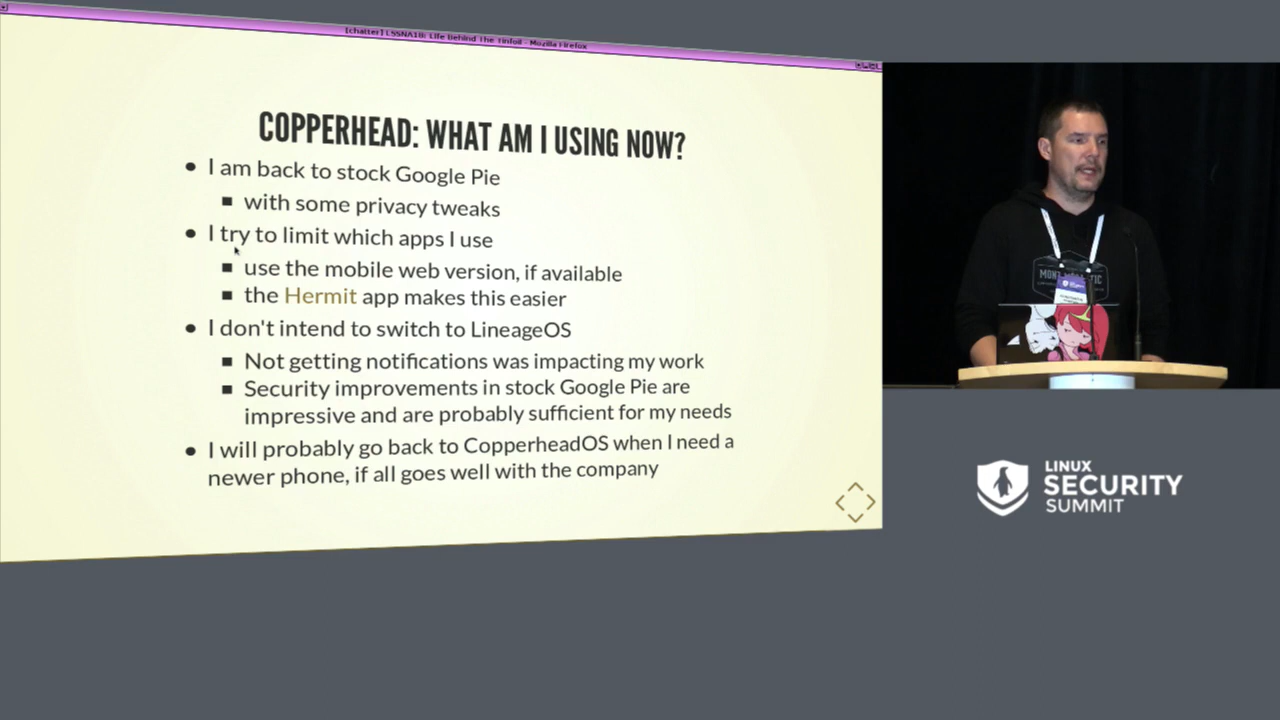 [chatter] LSSNA18: Life Behind The Tinfoil - Mozilla Firefox
COPPERHEAD: WHAT AM I USING NOW?
I am back to stock Google Pie
with some privacy tweaks
I try to limit which apps I use
use the mobile web version, if available
the Hermit app makes this easier
I don't intend to switch to LineageOS
Not getting notifications was impacting my work
Security improvements in stock Google Pie are
impressive and are probably sufficient for my needs
I will probably go back to CopperheadOS when I need a
newer phone, if all goes well with the company
LINUX
SECURITY
SUMMIT